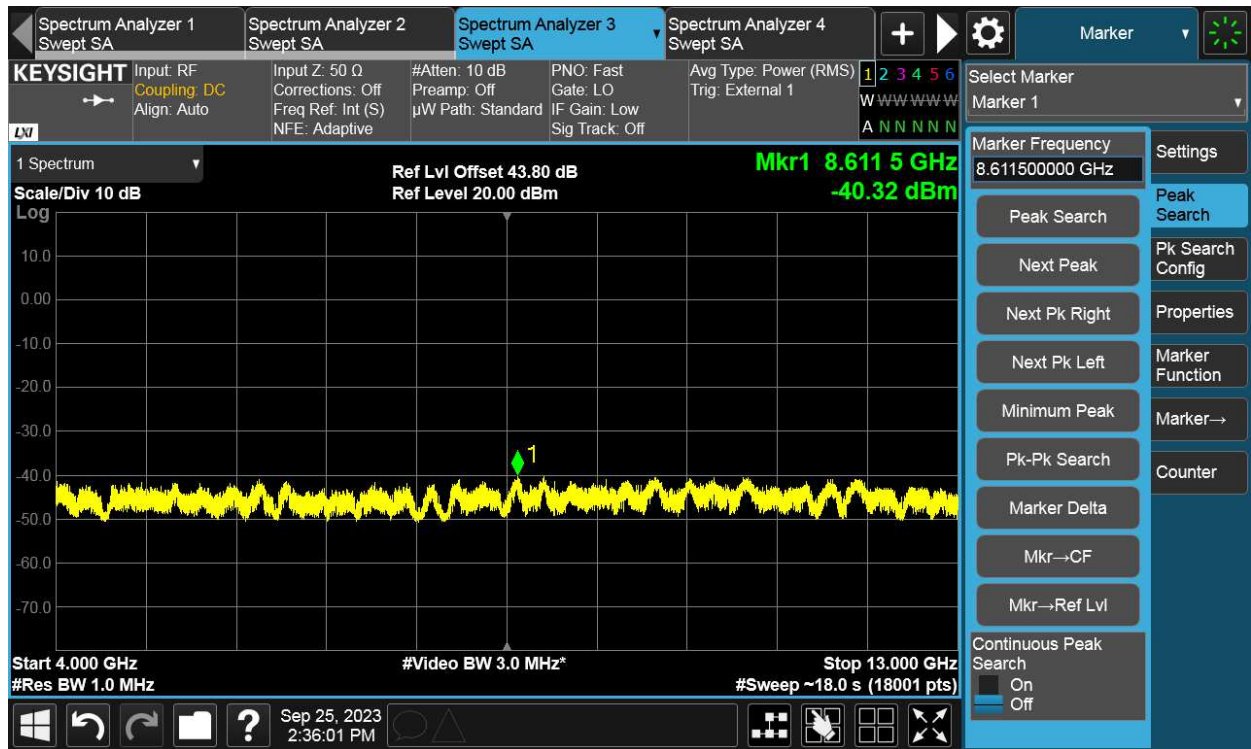 Spectrum Analyzer 1
Swept SA
Spectrum Analyzer 2
Swept SA
Spectrum Analyzer 3
Swept SA
Spectrum Analyzer 4
Swept SA
Marker
KEYSIGHT
LXI
Input: RF
Coupling: DC
Align: Auto
Input Z: 50 Ω
Corrections: Off
Freq Ref: Int (S)
NFE: Adaptive
#Atten: 10 dB
Preamp: Off
µW Path: Standard
PNO: Fast
Gate: LO
IF Gain: Low
Sig Track: Off
Avg Type: Power (RMS)
Trig: External 1
1 2 3 4 5 6
W W W W W W
A N N N N N
Select Marker
Marker 1
1 Spectrum
Scale/Div 10 dB
Log
Ref Lvl Offset 43.80 dB
Ref Level 20.00 dBm
Mkr1 8.611 5 GHz
-40.32 dBm
10.0
0.00
-10.0
-20.0
-30.0
-40.0
-50.0
-60.0
-70.0
1
Start 4.000 GHz
#Res BW 1.0 MHz
#Video BW 3.0 MHz*
Stop 13.000 GHz
#Sweep ~18.0 s (18001 pts)
Marker Frequency
8.611500000 GHz
Peak Search
Next Peak
Next Pk Right
Next Pk Left
Minimum Peak
Pk-Pk Search
Marker Delta
Mkr→CF
Mkr→Ref Lvl
Continuous Peak
Search
On
Off
Settings
Peak
Search
Pk Search
Config
Properties
Marker
Function
Marker→
Counter
?
Sep 25, 2023
2:36:01 PM